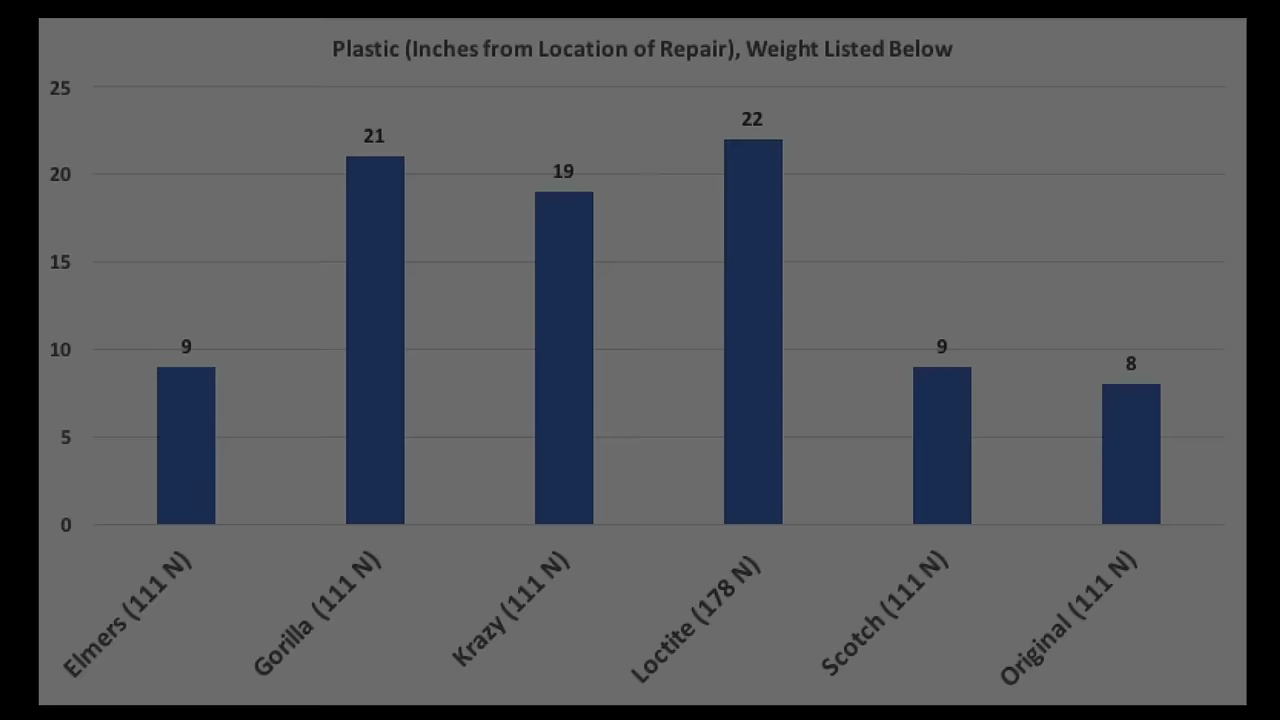 Plastic (Inches from Location of Repair), Weight Listed Below
25
20
15
10
5
0
9
21
19
22
9
8
Elmers (111 N)
Gorilla (111 N)
Krazy (111 N)
Loctite (178 N)
Scotch (111 N)
Original (111 N)